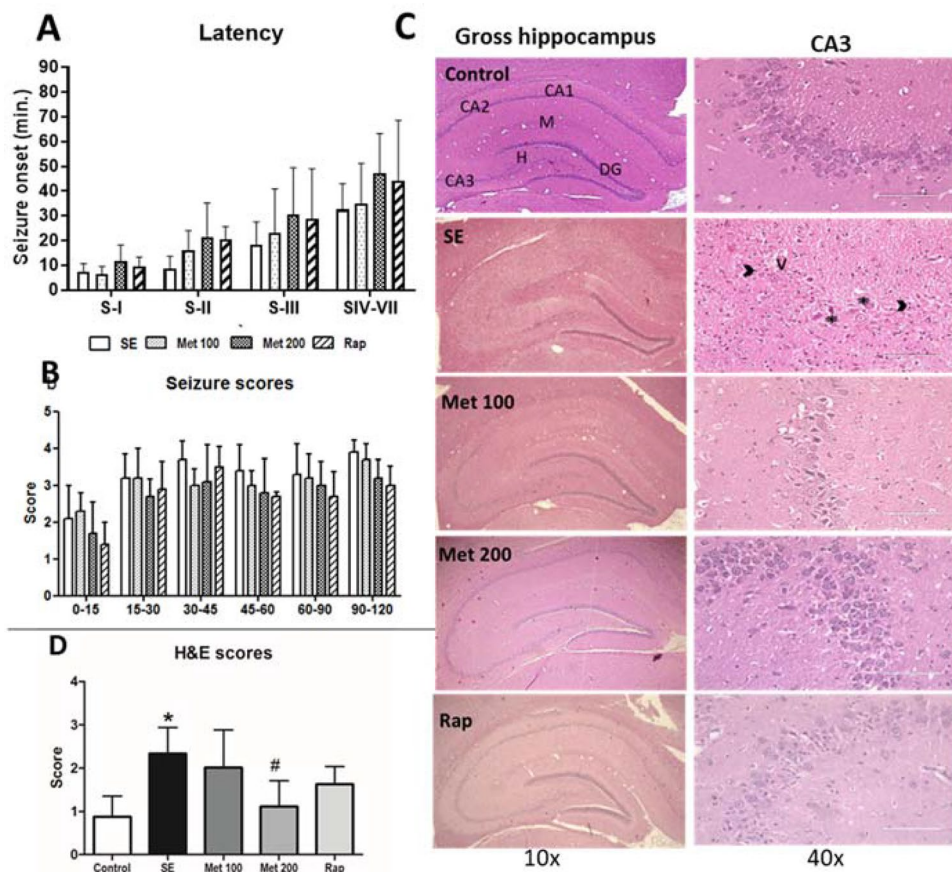 A
Latency
Seizure onset (min.)
90
80
70
60
50
40
30
20
10
0
S-I S-II S-III SIV-VII
SE Met 100 Met 200 Rap
B
Seizure scores
Score
5
4
3
2
1
0-15 15-30 30-45 45-60 60-90 90-120
D
H&E scores
Score
4
3
2
1
0
*
#
Control SE Met 100 Met 200 Rap
C
Gross hippocampus CA3
Control
CA1
CA2
M
H
CA3
DG
SE
V
*
*
Met 100
Met 200
Rap
10x 40x